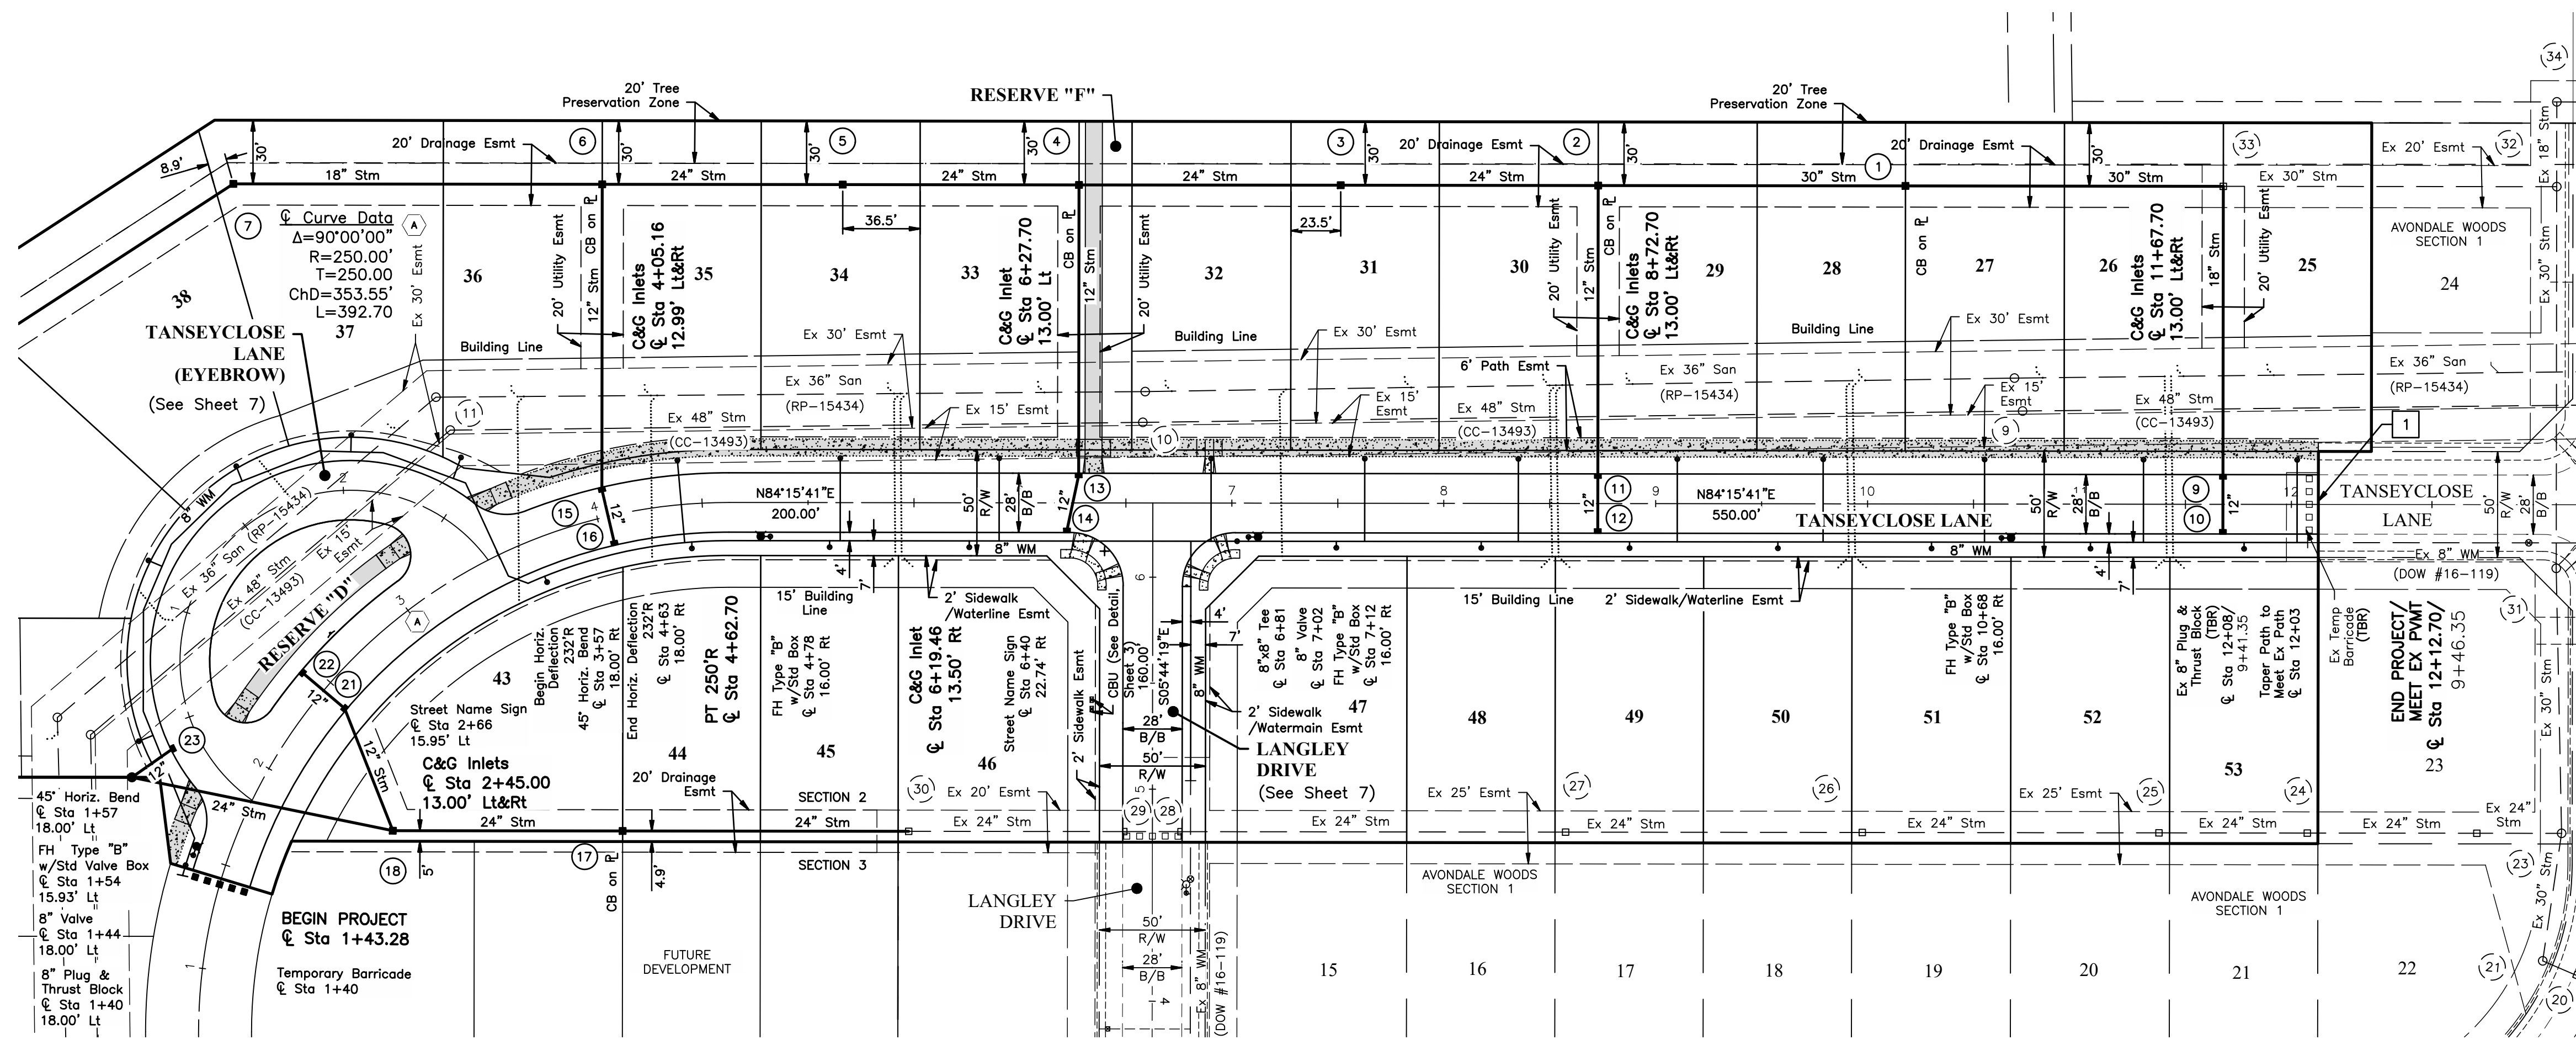 20' Tree
Preservation Zone
RESERVE "F"
20' Tree
Preservation Zone
34
8.9'
30'
20' Drainage Esmt
6
30'
5
30'
4
30'
3
30'
20' Drainage Esmt
2
30'
1
20' Drainage Esmt
30'
33
Ex 20' Esmt
32
Ex 18" Stm
18" Stm
24" Stm
24" Stm
24" Stm
24" Stm
30" Stm
30" Stm
Ex 30" Stm
36.5'
23.5'
7
℄ Curve Data
Δ=90°00'00"
R=250.00'
T=250.00
ChD=353.55'
L=392.70
A
Ex 30' Esmt
38
37
36
35
34
33
32
31
30
29
28
27
26
25
AVONDALE WOODS
SECTION 1
24
20' Utility Esmt
12" Stm
CB on ℄
C&G Inlets
℄ Sta 4+05.16
12.99' Lt&Rt
C&G Inlet
℄ Sta 6+27.70
13.00' Lt
CB on ℄
12" Stm
20' Utility Esmt
20' Utility Esmt
12" Stm
CB on ℄
C&G Inlets
℄ Sta 8+72.70
13.00' Lt&Rt
CB on ℄
C&G Inlets
℄ Sta 11+67.70
13.00' Lt&Rt
18" Stm
20' Utility Esmt
Ex 30" Stm
TANSEYCLOSE
LANE
(EYEBROW)
(See Sheet 7)
Building Line
Ex 30' Esmt
Building Line
Ex 30' Esmt
Building Line
Ex 30' Esmt
6' Path Esmt
Ex 36" San
(RP-15434)
Ex 36" San
(RP-15434)
Ex 36" San
(RP-15434)
Ex 15' Esmt
Ex 15'
Esmt
Ex 15'
Esmt
Ex 48" Stm
(CC-13493)
Ex 48" Stm
(CC-13493)
Ex 48" Stm
(CC-13493)
11
10
9
1
8" WM
Ex 36" San (RP-15434)
Ex 15'
Esmt
Ex 48" Stm
(CC-13493)
RESERVE "D"
1
2
3
4
15
16
12"
N84°15'41"E
200.00'
50'
R/W
28'
B/B
12"
13
14
7
8
9
10
11
12
12"
11
12
N84°15'41"E
550.00'
TANSEYCLOSE LANE
50'
R/W
28'
B/B
9
10
12"
TANSEYCLOSE
LANE
50'
R/W
28'
B/B
8" WM
8" WM
Ex 8" WM
(DOW #16-119)
4'
7'
4'
7'
A
22
21
12"
23
12"
12" Stm
24" Stm
2
1
43
Street Name Sign
℄ Sta 2+66
15.95' Lt
C&G Inlets
℄ Sta 2+45.00
13.00' Lt&Rt
Begin Horiz.
Deflection
232'R
45° Horiz. Bend
℄ Sta 3+57
18.00' Rt
End Horiz. Deflection
232'R
℄ Sta 4+63
18.00' Rt
44
PT 250'R
℄ Sta 4+62.70
15' Building
Line
FH Type "B"
w/Std Box
℄ Sta 4+78
16.00' Rt
45
2' Sidewalk
/Waterline Esmt
C&G Inlet
℄ Sta 6+19.46
13.50' Rt
Street Name Sign
℄ Sta 6+40
22.74' Rt
46
2' Sidewalk Esmt
CBU (See Detail,
Sheet 3)
160.00'
S05°44'19"E
6
5
4
8" WM
4'
7'
28'
B/B
50'
R/W
2' Sidewalk
/Watermain Esmt
LANGLEY
DRIVE
(See Sheet 7)
8"x8" Tee
℄ Sta 6+81
8" Valve
℄ Sta 7+02
FH Type "B"
w/Std Box
℄ Sta 7+12
16.00' Rt
47
15' Building Line
2' Sidewalk/Waterline Esmt
48
49
50
51
52
53
FH Type "B"
w/Std Box
℄ Sta 10+68
16.00' Rt
Ex 8" Plug &
Thrust Block
(TBR)
℄ Sta 12+08/
9+41.35
Taper Path to
Meet Ex Path
℄ Sta 12+03
Ex Temp
Barricade
(TBR)
END PROJECT/
MEET EX PVMT
℄ Sta 12+12.70/
9+46.35
23
31
Ex 30" Stm
20' Drainage
Esmt
SECTION 2
SECTION 3
30
Ex 20' Esmt
29
28
Ex 25' Esmt
27
26
Ex 25' Esmt
25
24
24" Stm
24" Stm
Ex 24" Stm
Ex 24" Stm
Ex 24" Stm
Ex 24" Stm
Ex 24" Stm
Ex 24" Stm
Ex 24"
Stm
17
18
5'
4.9'
CB on ℄
45° Horiz. Bend
℄ Sta 1+57
18.00' Lt
FH Type "B"
w/Std Valve Box
℄ Sta 1+54
15.93' Lt
8" Valve
℄ Sta 1+44
18.00' Lt
8" Plug &
Thrust Block
℄ Sta 1+40
18.00' Lt
BEGIN PROJECT
℄ Sta 1+43.28
Temporary Barricade
℄ Sta 1+40
1
FUTURE
DEVELOPMENT
LANGLEY
DRIVE
50'
R/W
28'
B/B
Ex 8" WM
(DOW #16-119)
AVONDALE WOODS
SECTION 1
AVONDALE WOODS
SECTION 1
15
16
17
18
19
20
21
22
23
21
20
Ex 30" Stm